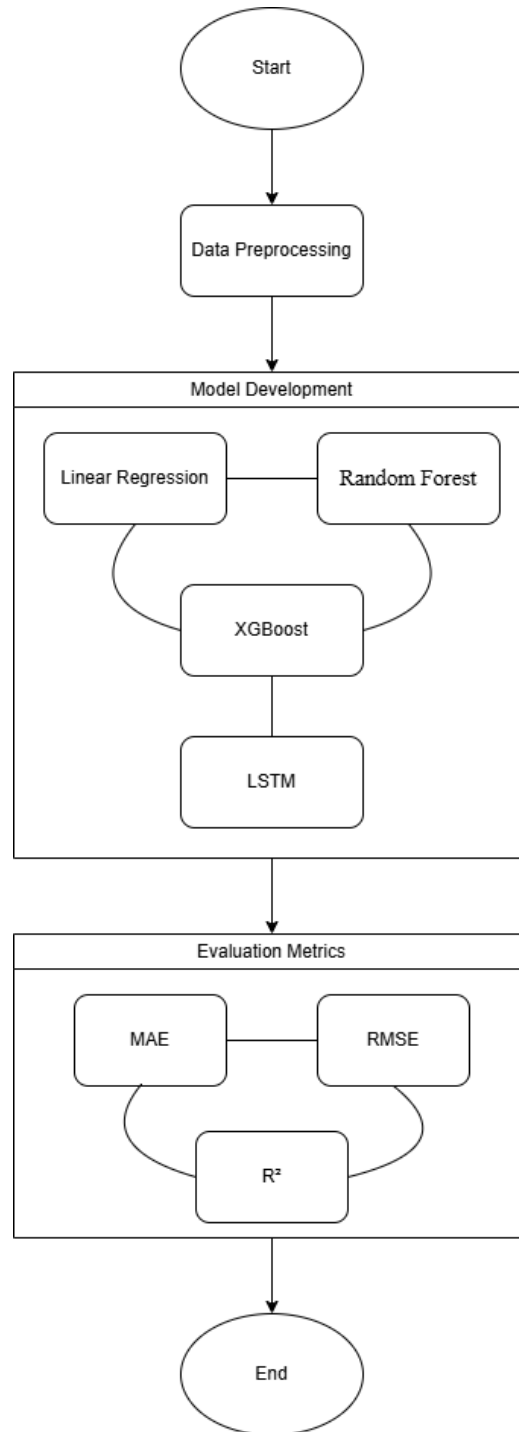 Start
Data Preprocessing
Model Development
Linear Regression
Random Forest
XGBoost
LSTM
Evaluation Metrics
MAE
RMSE
R²
End